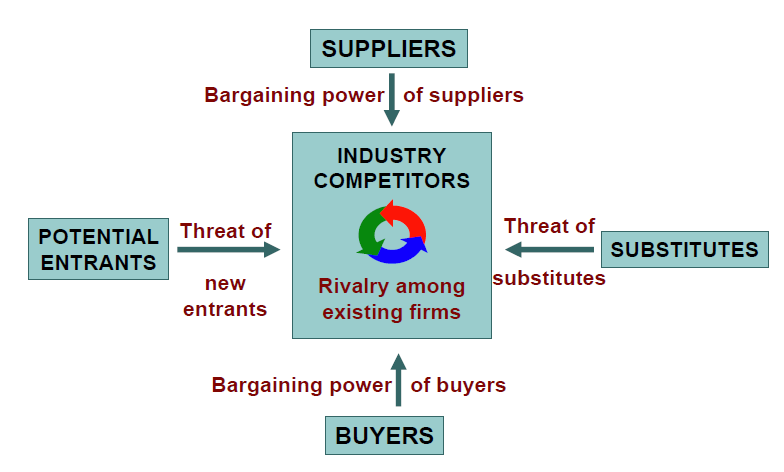 SUPPLIERS
Bargaining power of suppliers
INDUSTRY
COMPETITORS
POTENTIAL
ENTRANTS
Threat of
new
entrants
Rivalry among
existing firms
Threat of
substitutes
SUBSTITUTES
Bargaining power of buyers
BUYERS